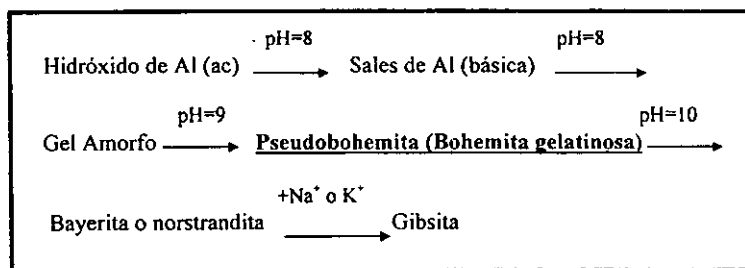 pH=8 pH=8
Hidróxido de Al (ac) Sales de Al (básica)
pH=9 pH=10
Gel Amorfo Pseudobohemita (Bohemita gelatinosa)
+Na⁺ o K⁺
Bayerita o norstrandita Gibsita